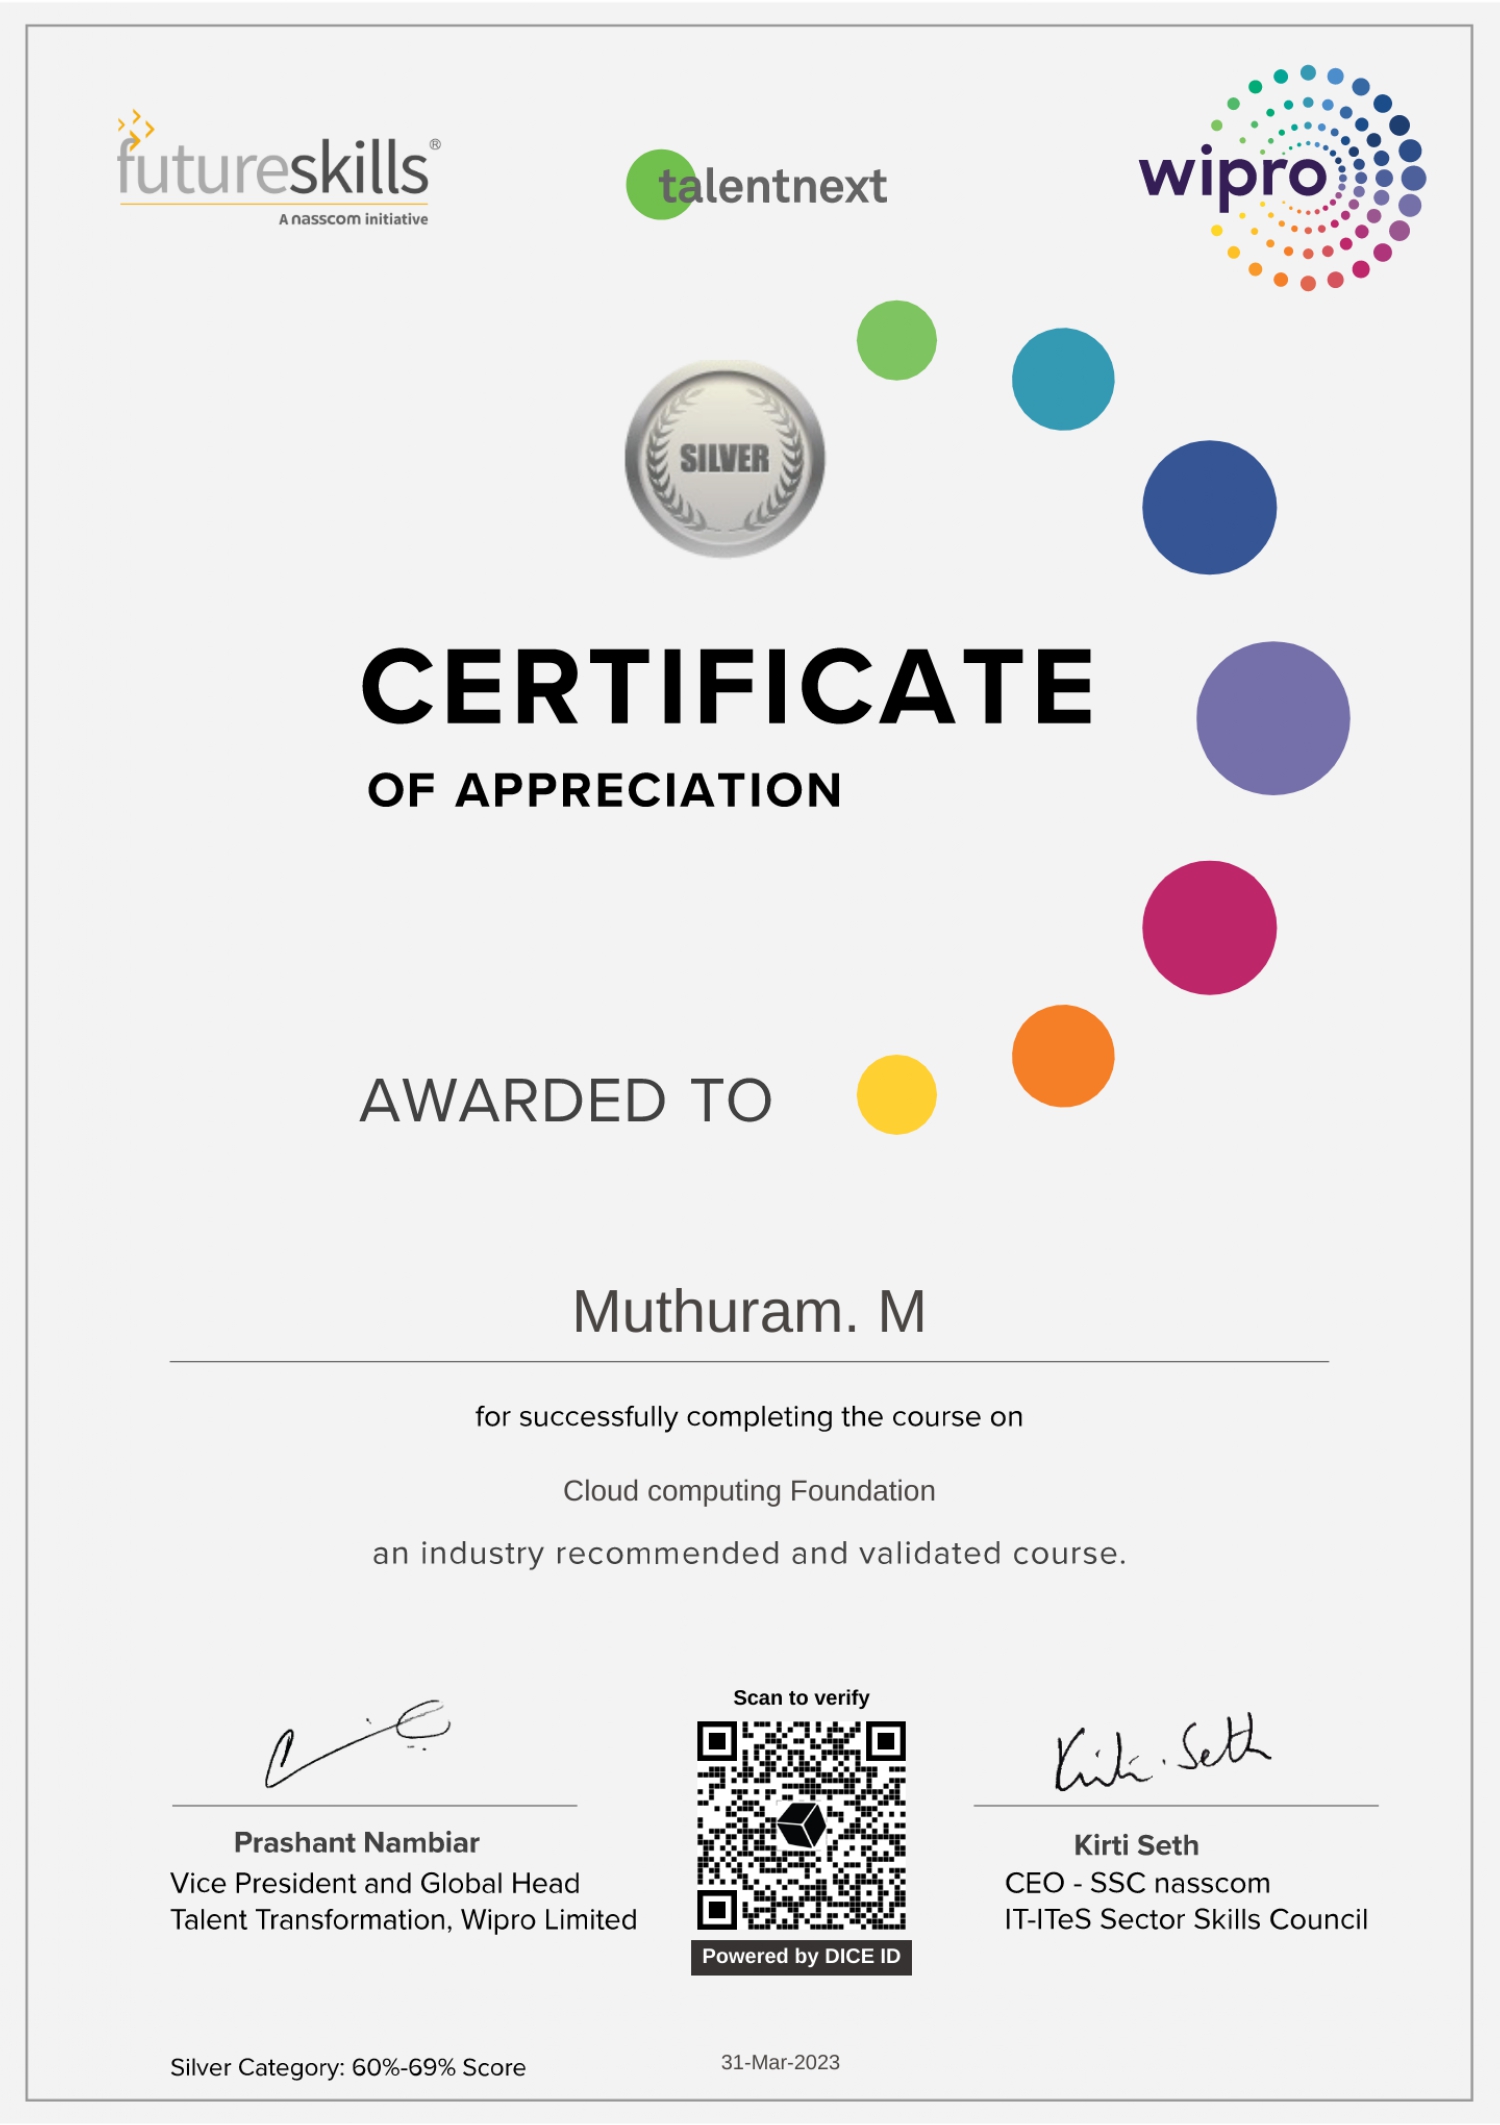 futureskills®
A nasscom initiative
talentnext
wipro
SILVER
CERTIFICATE
OF APPRECIATION
AWARDED TO
Muthuram. M
for successfully completing the course on
Cloud computing Foundation
an industry recommended and validated course.
Scan to verify
Kirti. Seth
Prashant Nambiar
Vice President and Global Head
Talent Transformation, Wipro Limited
Kirti Seth
CEO - SSC nasscom
IT-ITeS Sector Skills Council
Powered by DICE ID
Silver Category: 60%-69% Score
31-Mar-2023